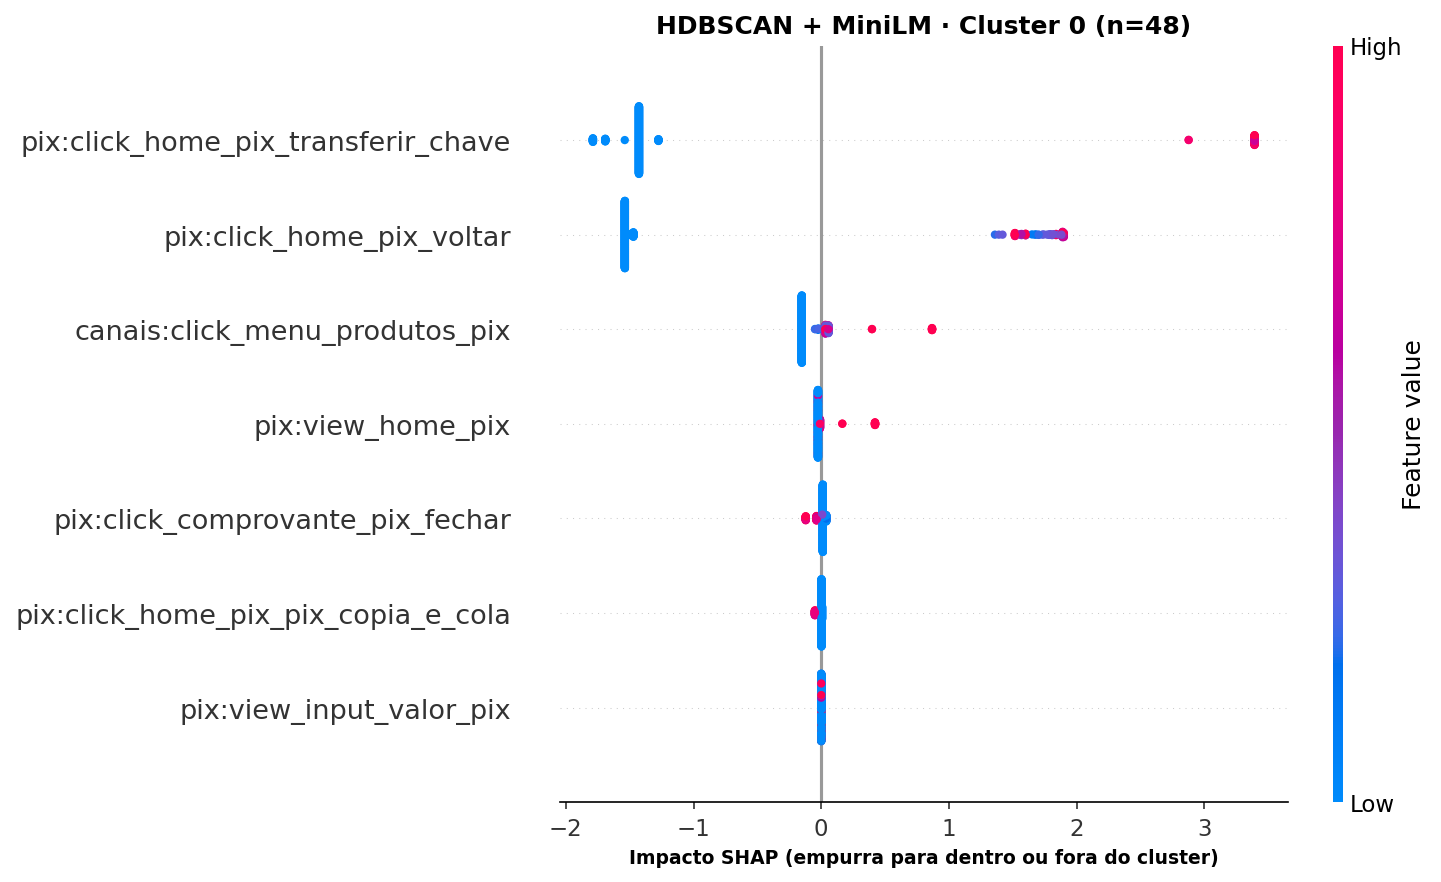 HDBSCAN + MiniLM · Cluster 0 (n=48)
High
pix:click_home_pix_transferir_chave
pix:click_home_pix_voltar
canais:click_menu_produtos_pix
pix:view_home_pix
pix:click_comprovante_pix_fechar
pix:click_home_pix_pix_copia_e_cola
pix:view_input_valor_pix
Feature value
Low
−2 −1 0 1 2 3
Impacto SHAP (empurra para dentro ou fora do cluster)